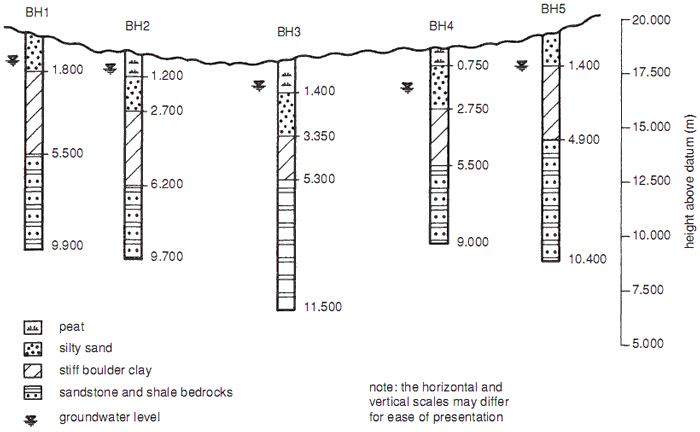 BH1
BH2
BH3
BH4
BH5
1.800
5.500
9.900
1.200
2.700
6.200
9.700
1.400
3.350
5.300
11.500
0.750
2.750
5.500
9.000
1.400
4.900
10.400
20.000
17.500
15.000
12.500
10.000
7.500
5.000
height above datum (m)
peat
silty sand
stiff boulder clay
sandstone and shale bedrocks
groundwater level
note: the horizontal and
vertical scales may differ
for ease of presentation